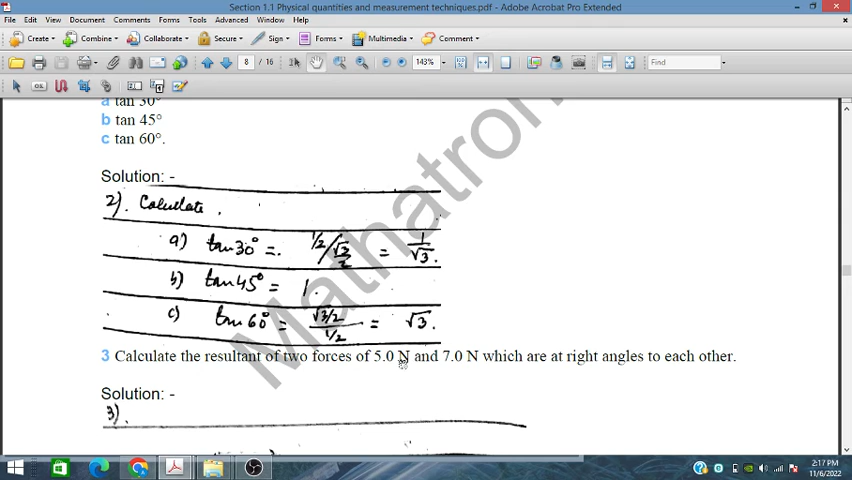 Section 1.1 Physical quantities and measurement techniques.pdf - Adobe Acrobat Pro Extended
File Edit View Document Comments Forms Tools Advanced Window Help
Create Combine Collaborate Secure Sign Forms Multimedia Comment
8 / 16 143% Find
a tan 30°
b tan 45°
c tan 60°.
Solution: -
2). Calculate.
a) tan30° = 1/2 / √3/2 = 1/√3.
b) tan45° = 1.
c) tan60° = √3/2 / 1/2 = √3.
3 Calculate the resultant of two forces of 5.0 N and 7.0 N which are at right angles to each other.
Solution: -
3).
Mathatron
2:17 PM
11/6/2022